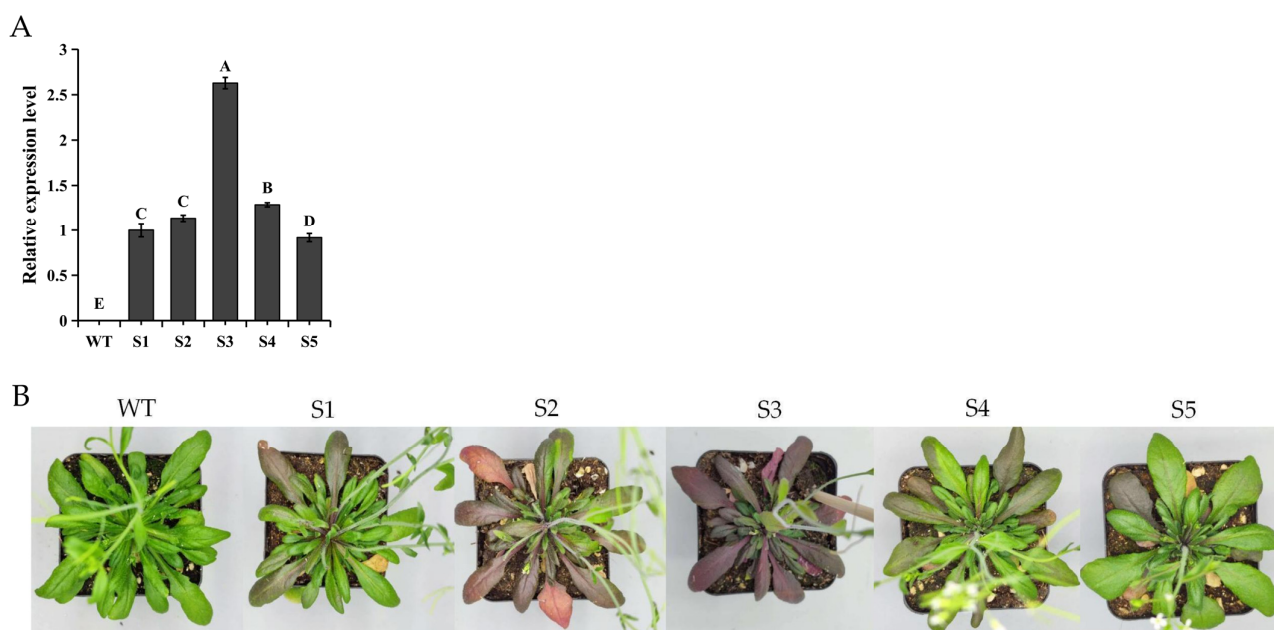 A
Relative expression level
3
2.5
2
1.5
1
0.5
0
E
C
C
A
B
D
WT S1 S2 S3 S4 S5
B
WT S1 S2 S3 S4 S5